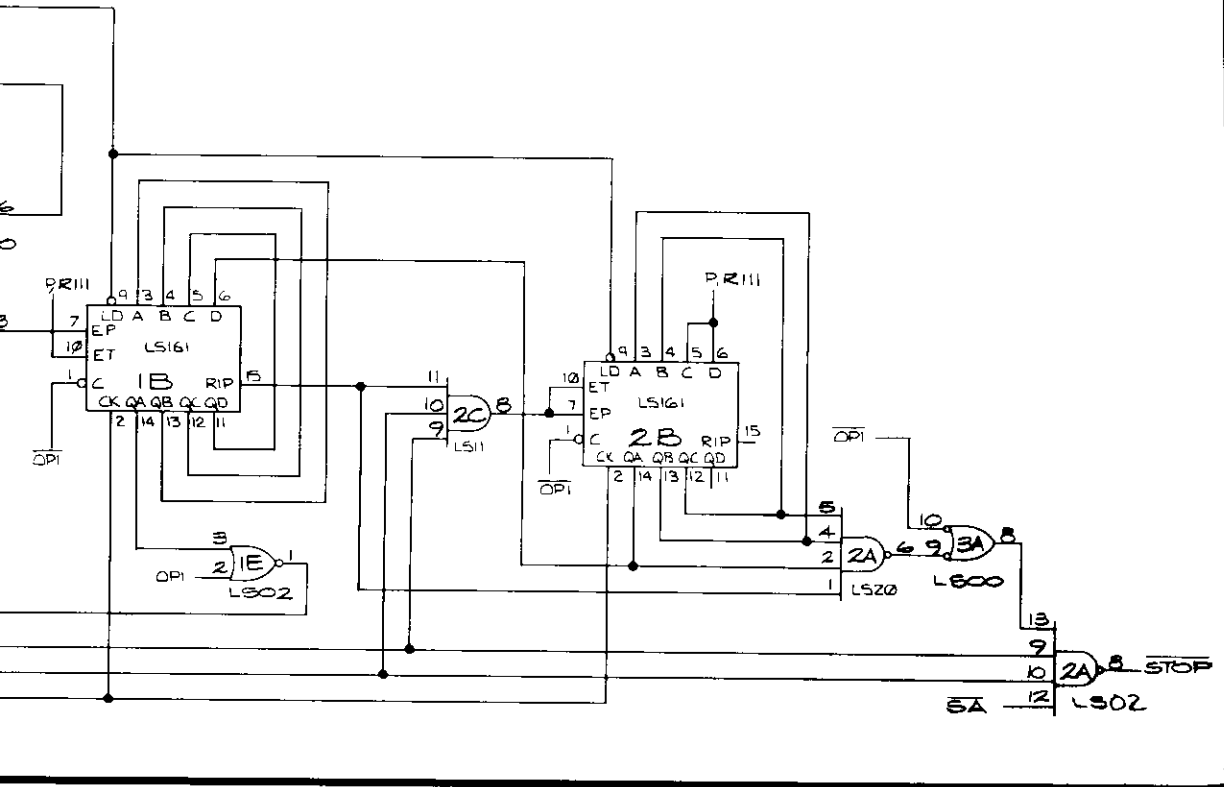 6
0
P,R111
9 3 4 5 6
LD A B C D
3
7
EP
LS161
10
ET
1
C
1B
RIP
15
CK QA QB QC QD
2 14 13 12 11
OP1
11
10
2C
8
9
LS11
P,R111
9 3 4 5 6
LD A B C D
10
ET
LS161
7
EP
1
C
2B
RIP
15
CK QA QB QC QD
2 14 13 12 11
OP1
OP1
5
4
2
2A
6
1
LS20
10
9
3A
8
LS00
3
2
1E
1
OP1
LS02
13
9
10
2A
8
STOP
12
SA
LS02